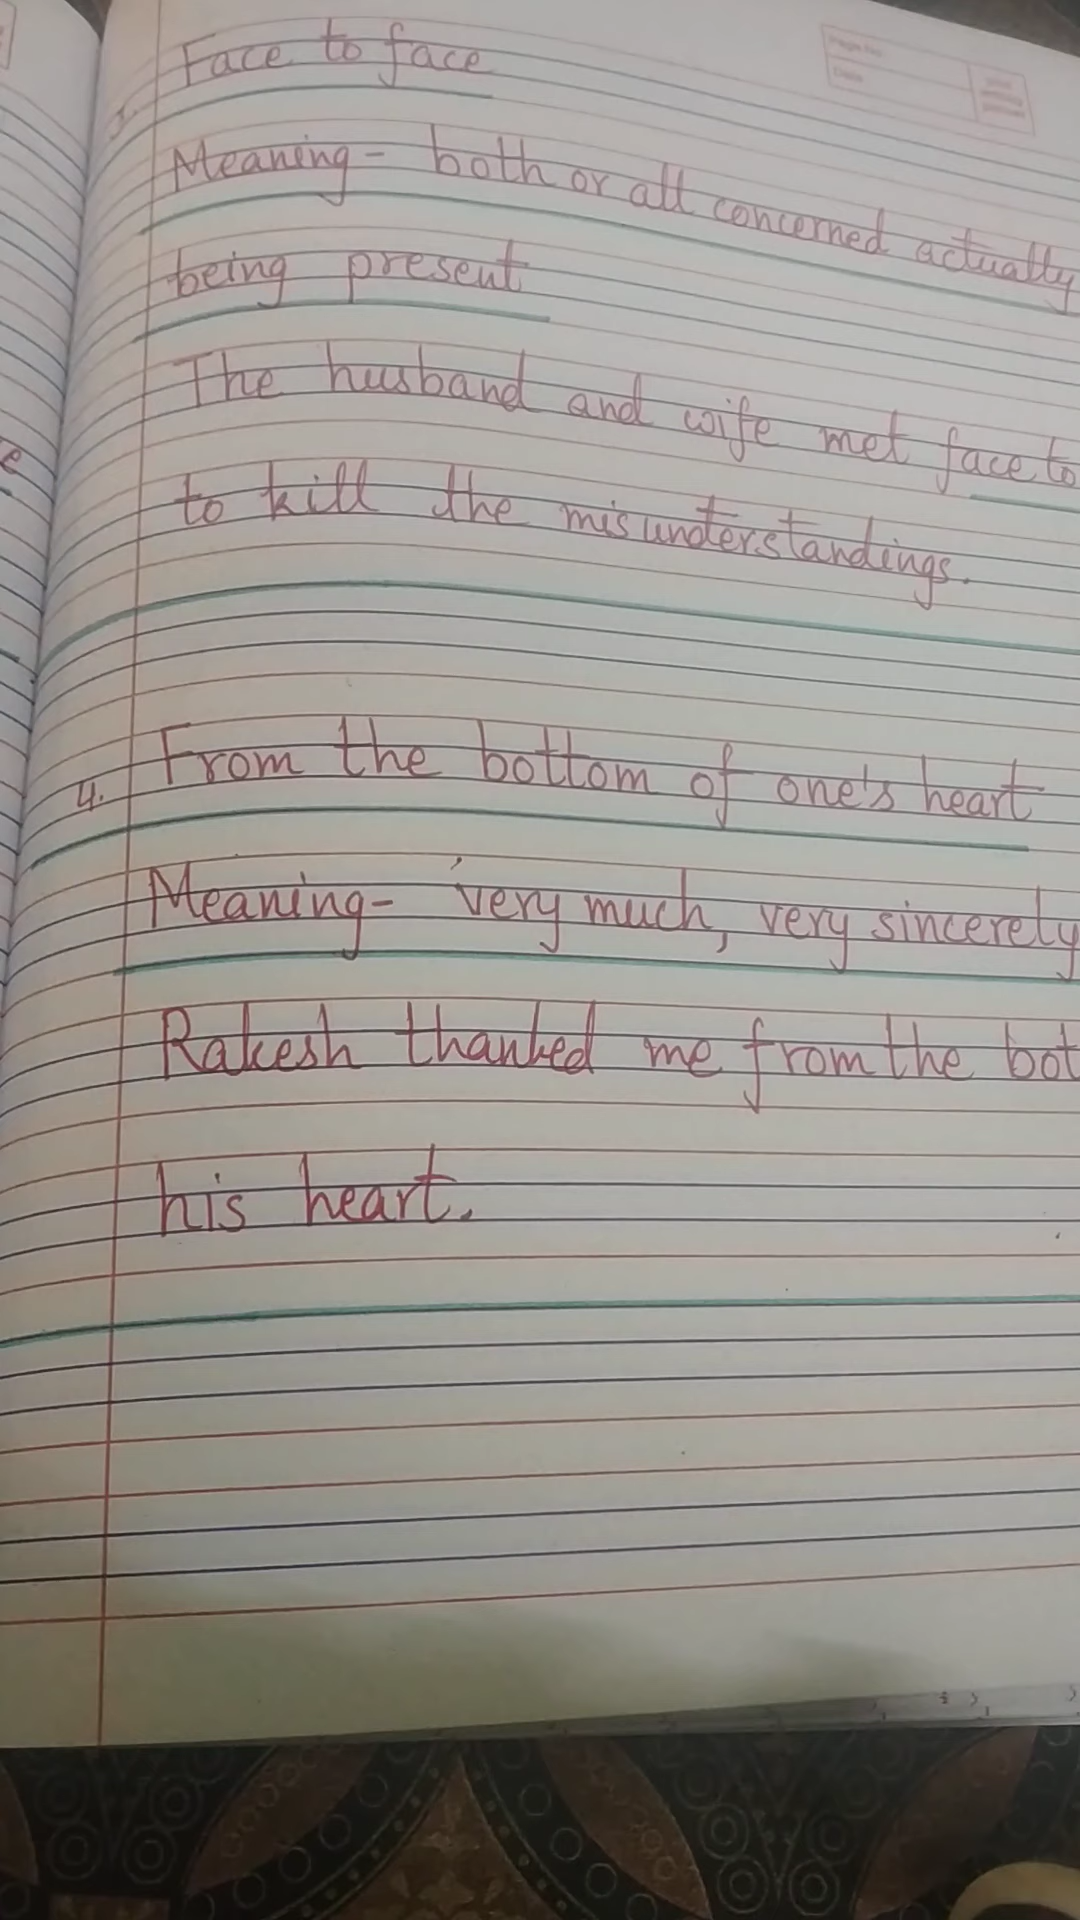 3. Face to face
Meaning- both or all concerned actually
being present
The husband and wife met face to
to kill the misunderstandings.
4. From the bottom of one's heart
Meaning- very much, very sincerely
Rakesh thanked me from the bot
his heart.